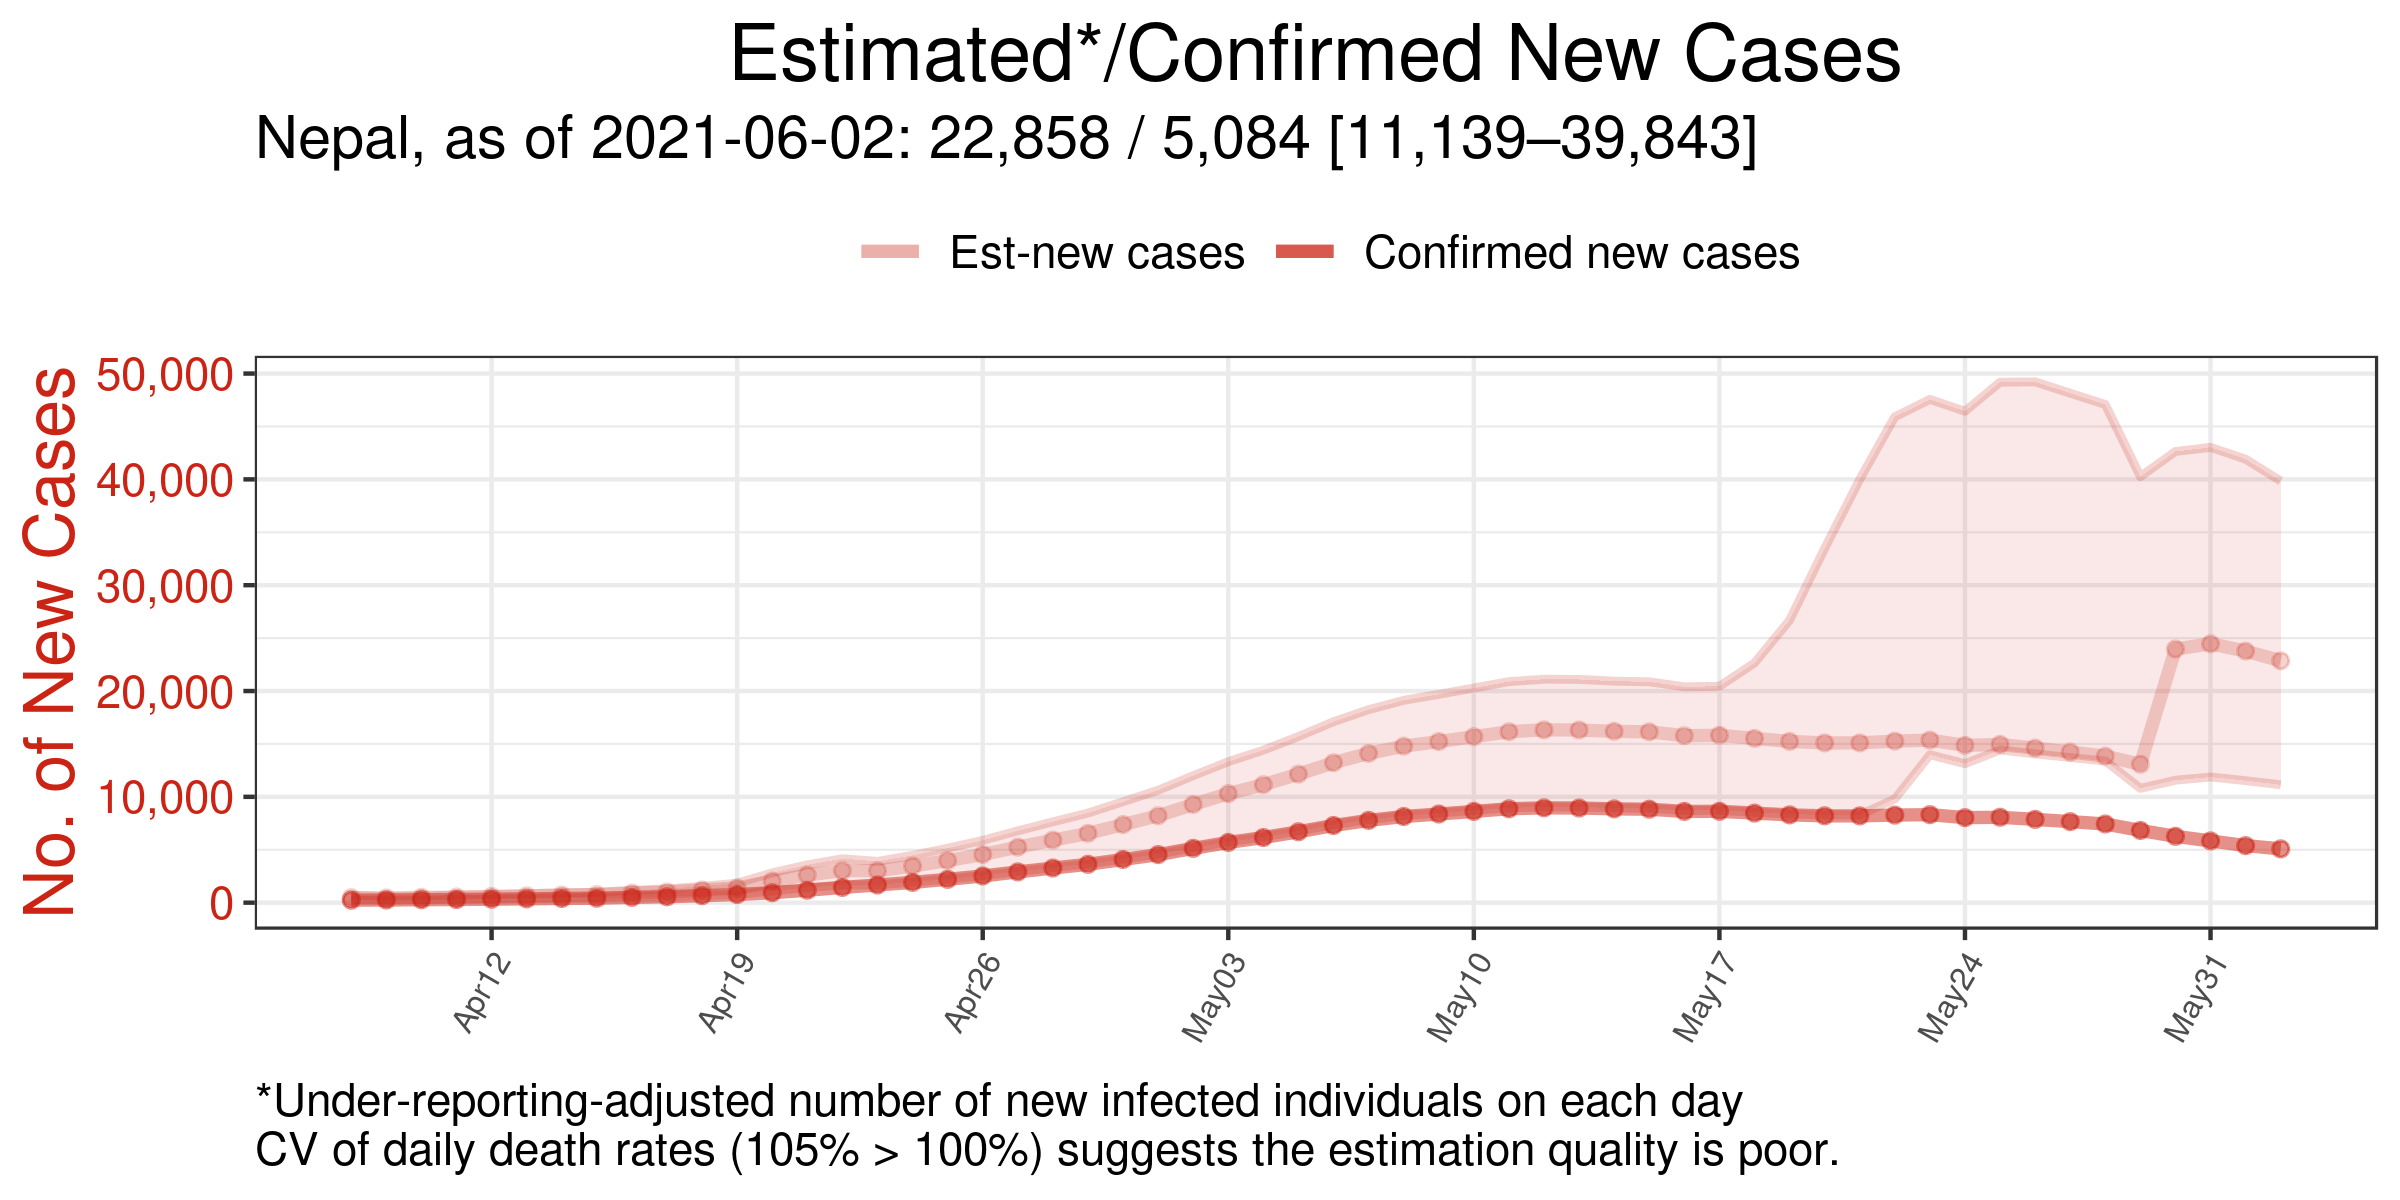 Estimated*/Confirmed New Cases
Nepal, as of 2021-06-02: 22,858 / 5,084 [11,139–39,843]
Est-new cases
Confirmed new cases
No. of New Cases
50,000
40,000
30,000
20,000
10,000
0
Apr12
Apr19
Apr26
May03
May10
May17
May24
May31
*Under-reporting-adjusted number of new infected individuals on each day
CV of daily death rates (105% > 100%) suggests the estimation quality is poor.